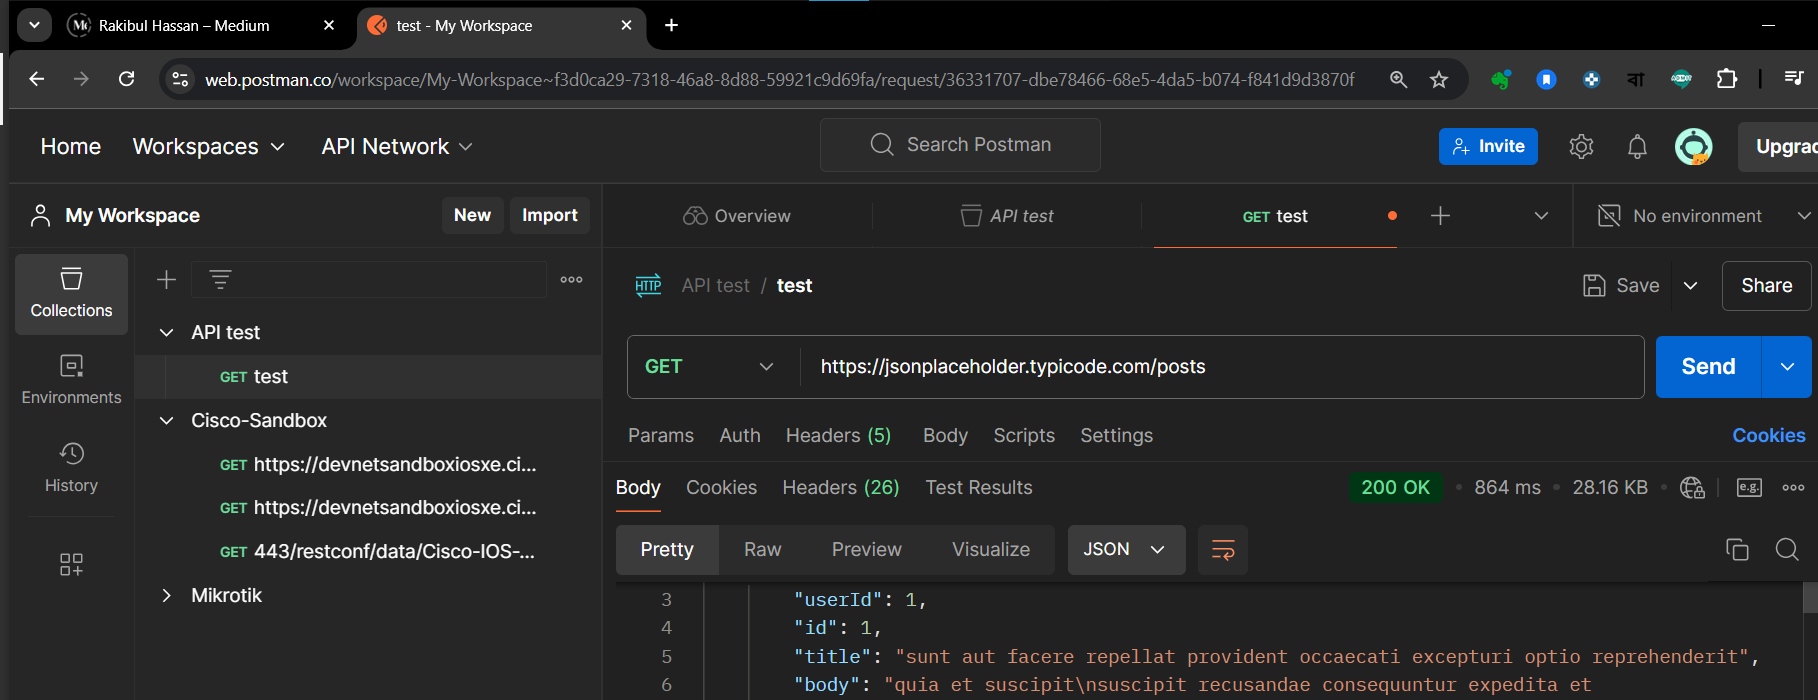 Rakibul Hassan – Medium
test - My Workspace
web.postman.co/workspace/My-Workspace~f3d0ca29-7318-46a8-8d88-59921c9d69fa/request/36331707-dbe78466-68e5-4da5-b074-f841d9d3870f
বা
Home Workspaces API Network Search Postman Invite Upgrad
My Workspace New Import Overview API test GET test No environment
Collections
Environments
History
API test
GET test
Cisco-Sandbox
GET https://devnetsandboxiosxe.ci...
GET https://devnetsandboxiosxe.ci...
GET 443/restconf/data/Cisco-IOS-...
Mikrotik
HTTP API test / test Save Share
GET https://jsonplaceholder.typicode.com/posts Send
Params Auth Headers (5) Body Scripts Settings Cookies
Body Cookies Headers (26) Test Results 200 OK • 864 ms • 28.16 KB • e.g.
Pretty Raw Preview Visualize JSON
3 "userId": 1,
4 "id": 1,
5 "title": "sunt aut facere repellat provident occaecati excepturi optio reprehenderit",
6 "body": "quia et suscipit\nsuscipit recusandae consequuntur expedita et